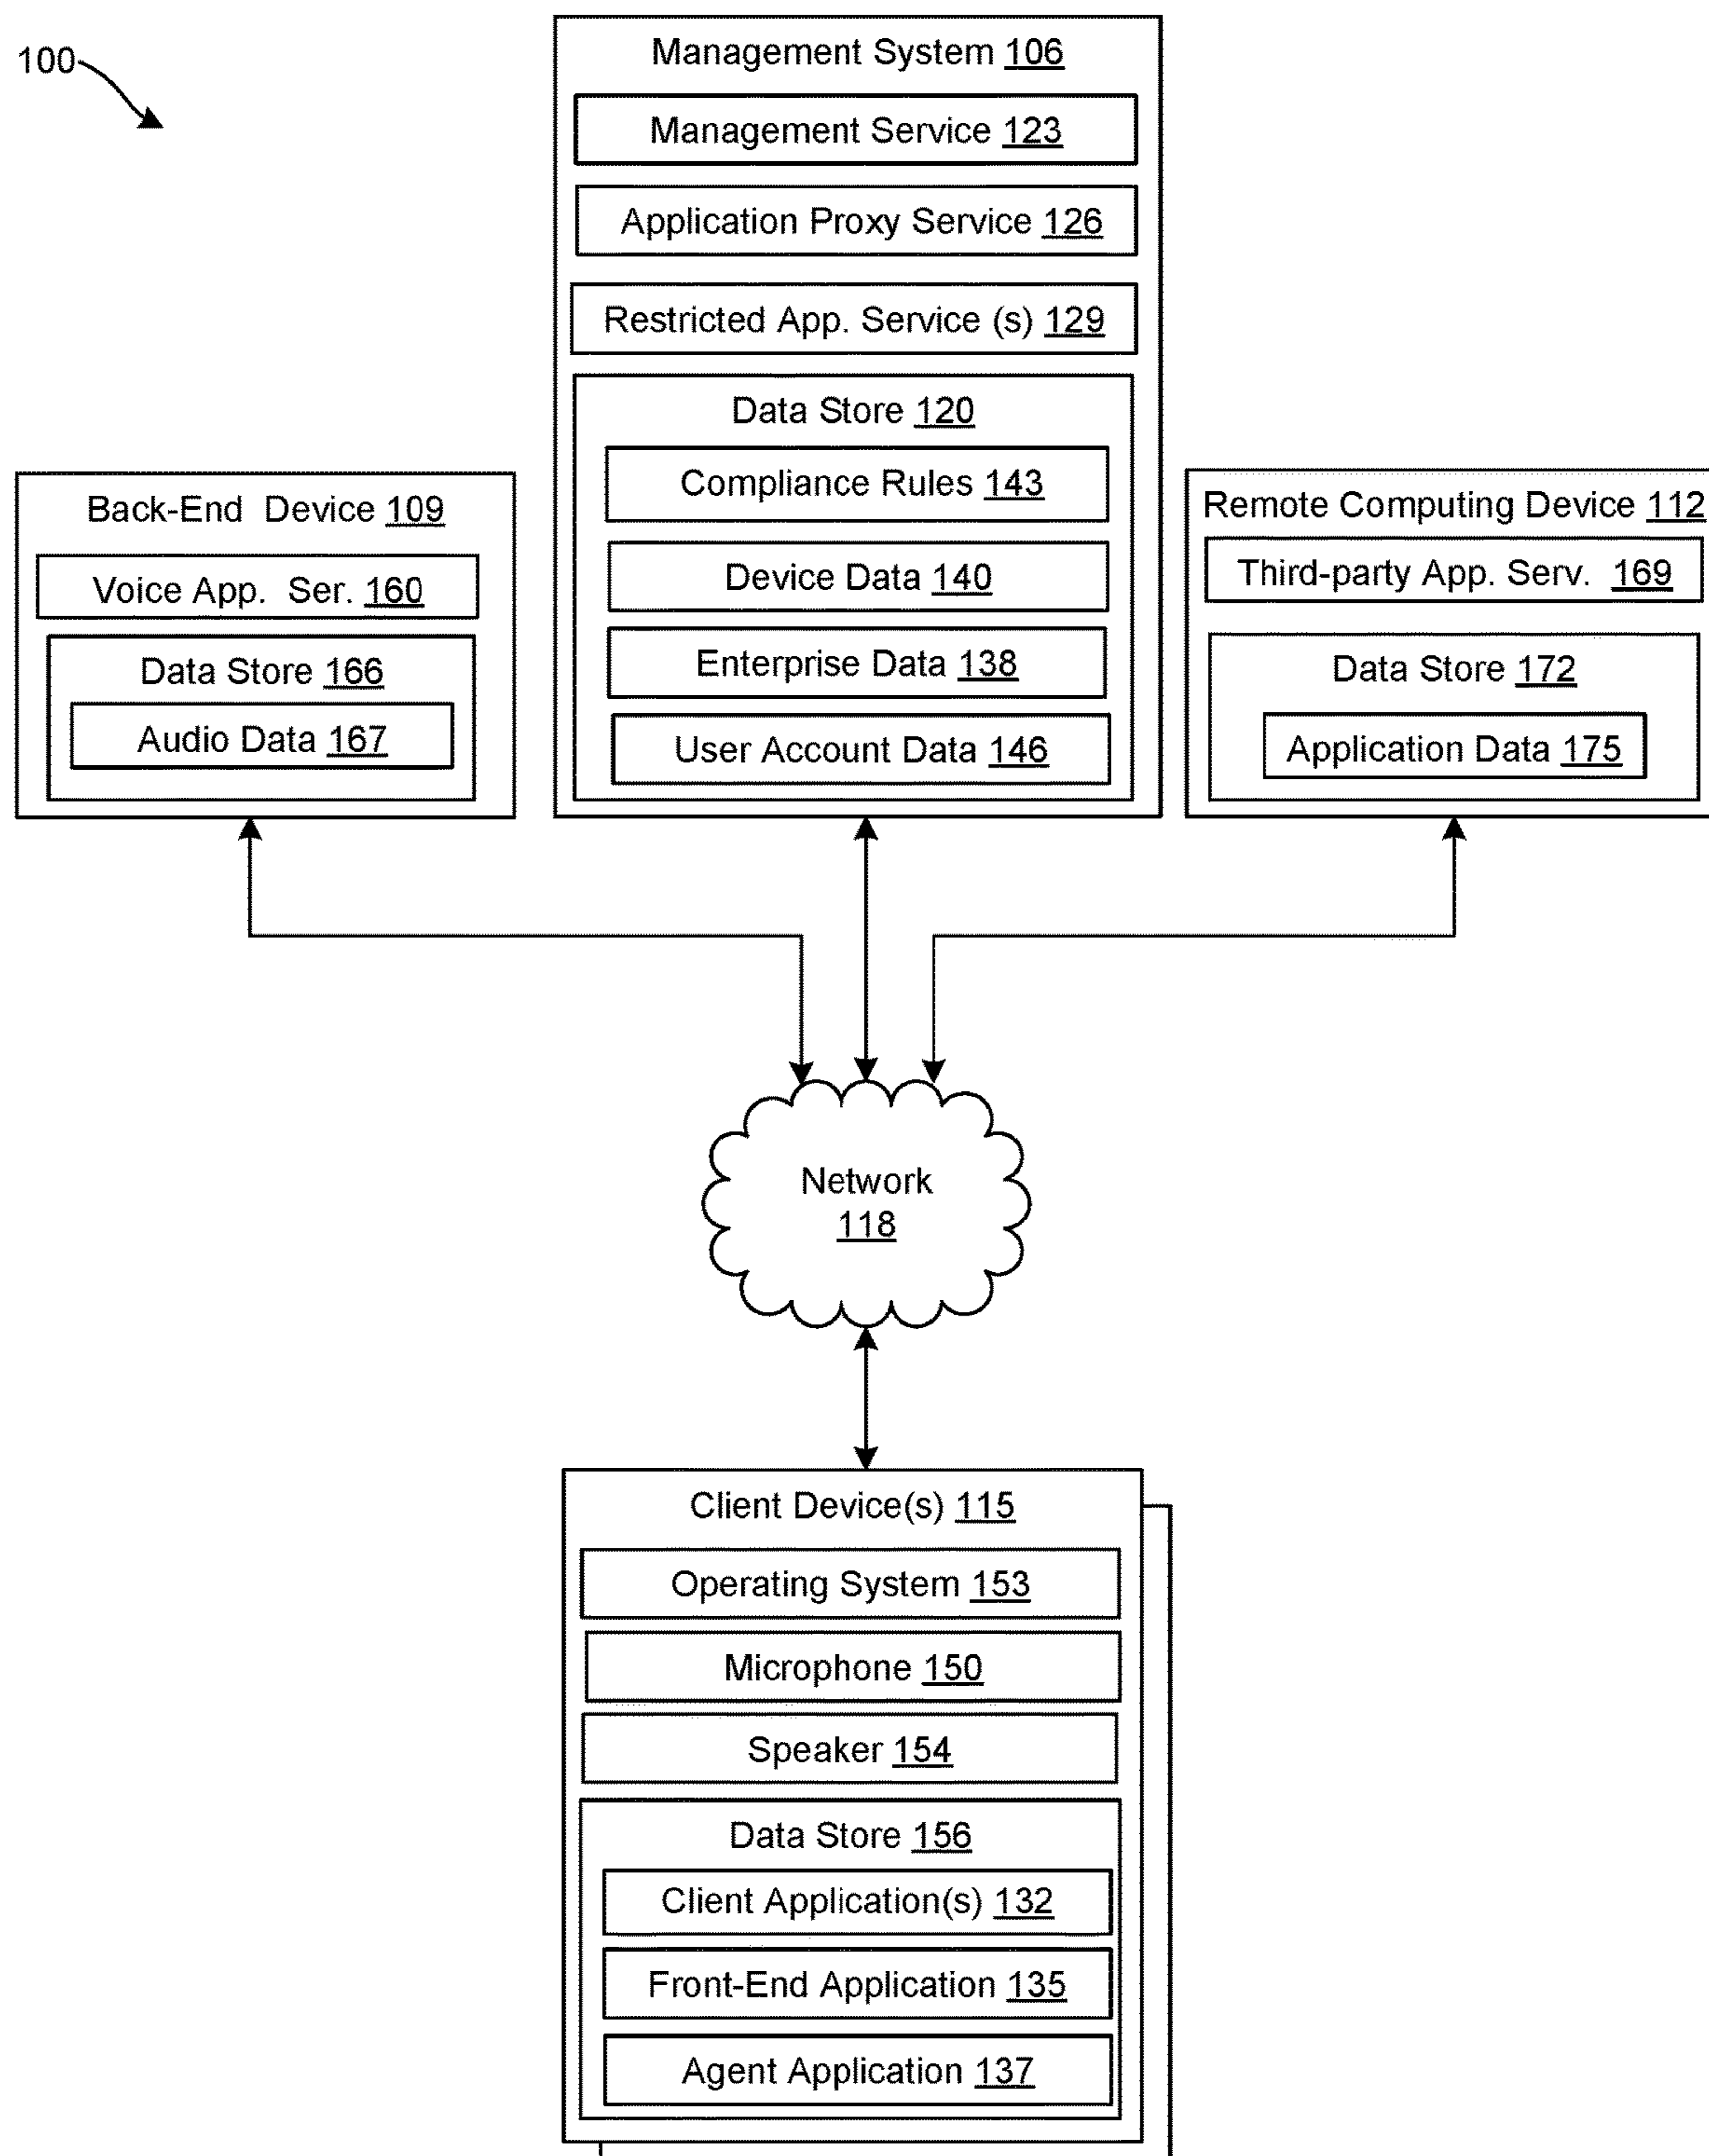 100
Management System 106
Management Service 123
Application Proxy Service 126
Restricted App. Service (s) 129
Data Store 120
Compliance Rules 143
Device Data 140
Enterprise Data 138
User Account Data 146
Back-End Device 109
Voice App. Ser. 160
Data Store 166
Audio Data 167
Remote Computing Device 112
Third-party App. Serv. 169
Data Store 172
Application Data 175
Network
118
Client Device(s) 115
Operating System 153
Microphone 150
Speaker 154
Data Store 156
Client Application(s) 132
Front-End Application 135
Agent Application 137